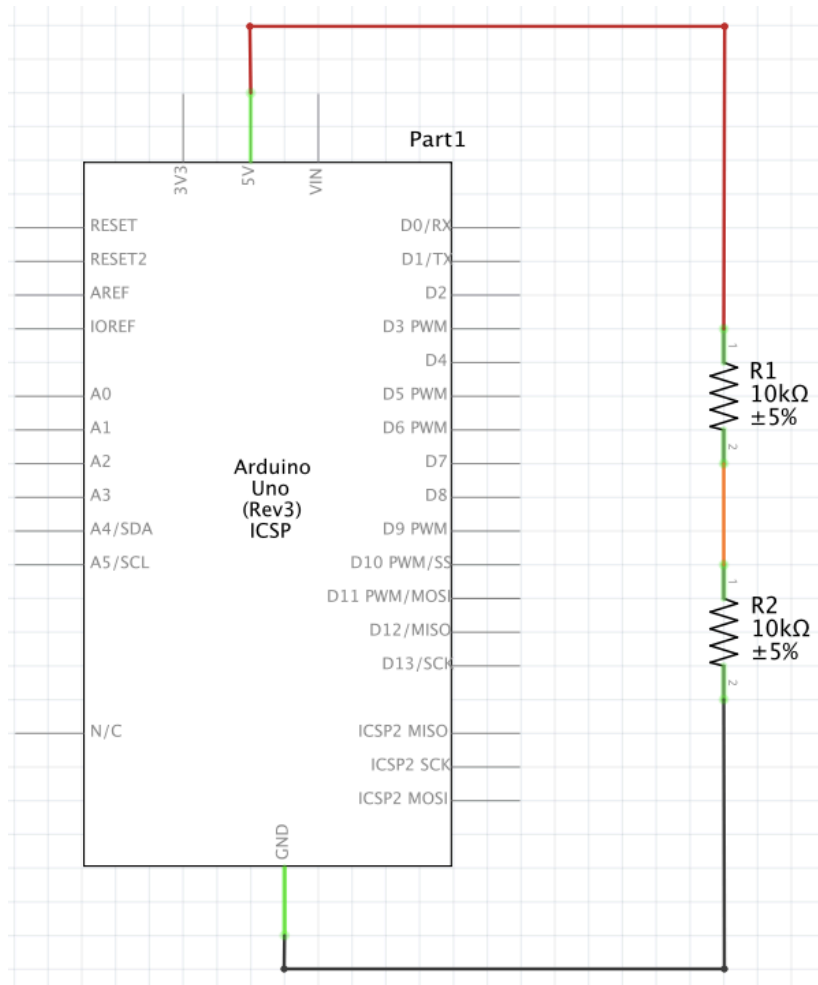 Part1
3V3
5V
VIN
RESET
RESET2
AREF
IOREF
A0
A1
A2
A3
A4/SDA
A5/SCL
N/C
Arduino
Uno
(Rev3)
ICSP
D0/RX
D1/TX
D2
D3 PWM
D4
D5 PWM
D6 PWM
D7
D8
D9 PWM
D10 PWM/SS
D11 PWM/MOSI
D12/MISO
D13/SCK
ICSP2 MISO
ICSP2 SCK
ICSP2 MOSI
GND
1
R1
10kΩ
±5%
2
1
R2
10kΩ
±5%
2